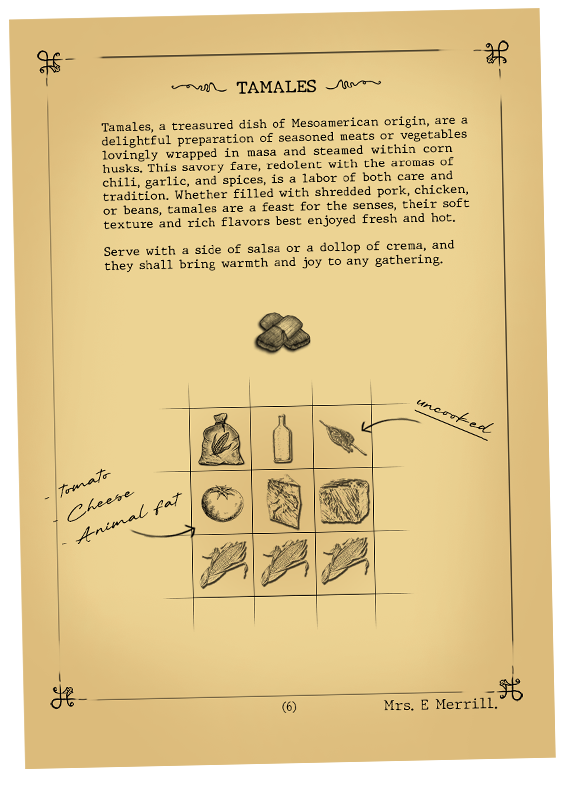 TAMALES
Tamales, a treasured dish of Mesoamerican origin, are a
delightful preparation of seasoned meats or vegetables
lovingly wrapped in masa and steamed within corn
husks. This savory fare, redolent with the aromas of
chili, garlic, and spices, is a labor of both care and
tradition. Whether filled with shredded pork, chicken,
or beans, tamales are a feast for the senses, their soft
texture and rich flavors best enjoyed fresh and hot.
Serve with a side of salsa or a dollop of crema, and
they shall bring warmth and joy to any gathering.
uncooked
- tomato
- Cheese
- Animal fat
(6)
Mrs. E Merrill.